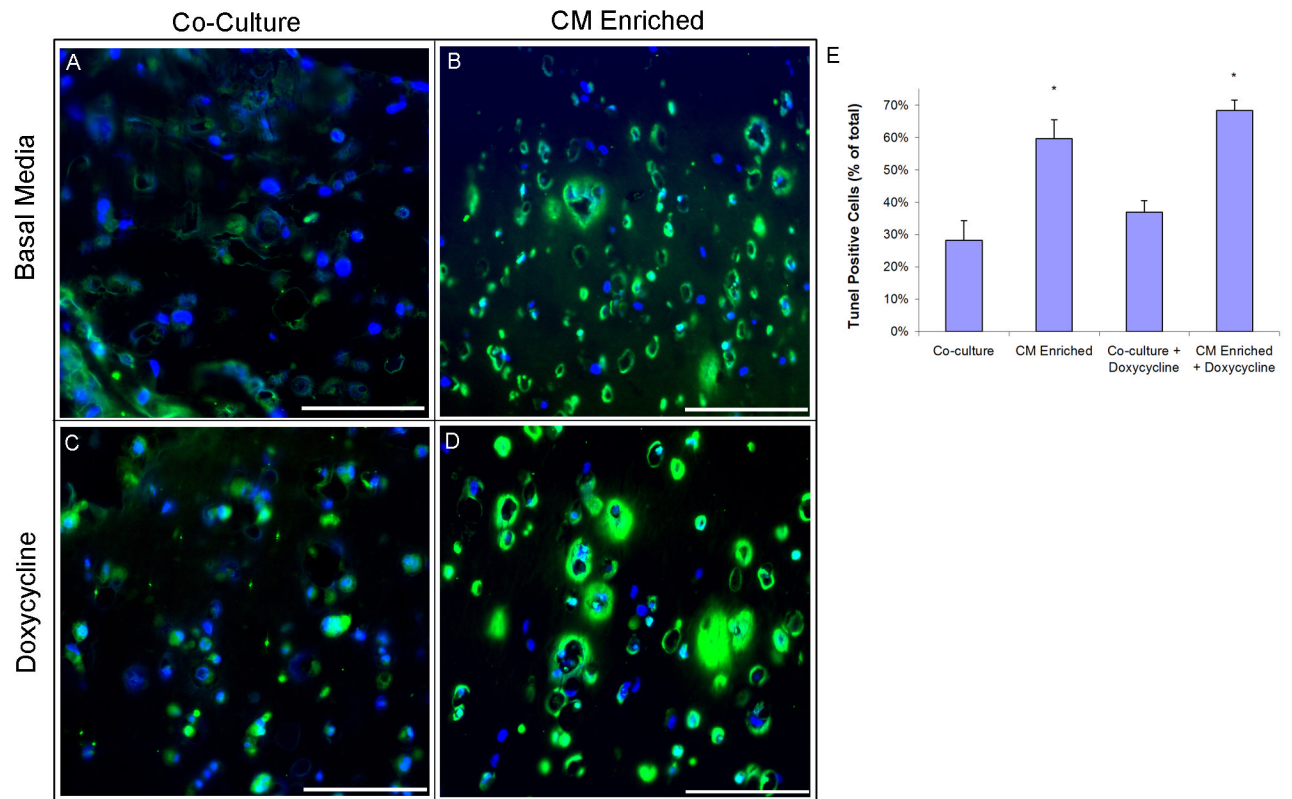 Co-Culture
CM Enriched
Basal Media
Doxycycline
A
B
C
D
E
Tunel Positive Cells (% of total)
70%
60%
50%
40%
30%
20%
10%
0%
*
*
Co-culture
CM Enriched
Co-culture +
Doxycycline
CM Enriched
+ Doxycycline